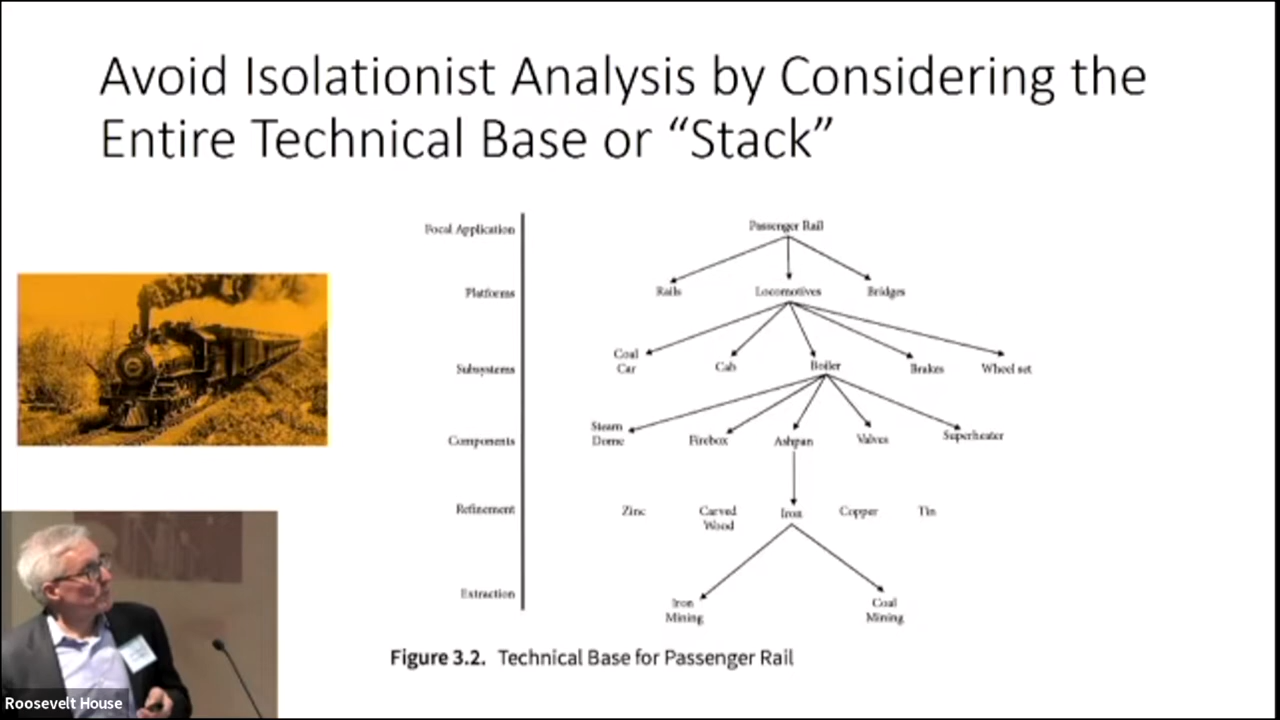 Avoid Isolationist Analysis by Considering the
Entire Technical Base or “Stack”
Focal Application
Passenger Rail
Platforms
Rails
Locomotives
Bridges
Subsystems
Coal
Car
Cab
Boiler
Brakes
Wheel set
Components
Steam
Dome
Firebox
Ashpan
Valves
Superheater
Refinement
Zinc
Carved
Wood
Iron
Copper
Tin
Extraction
Iron
Mining
Coal
Mining
Figure 3.2. Technical Base for Passenger Rail
Roosevelt House